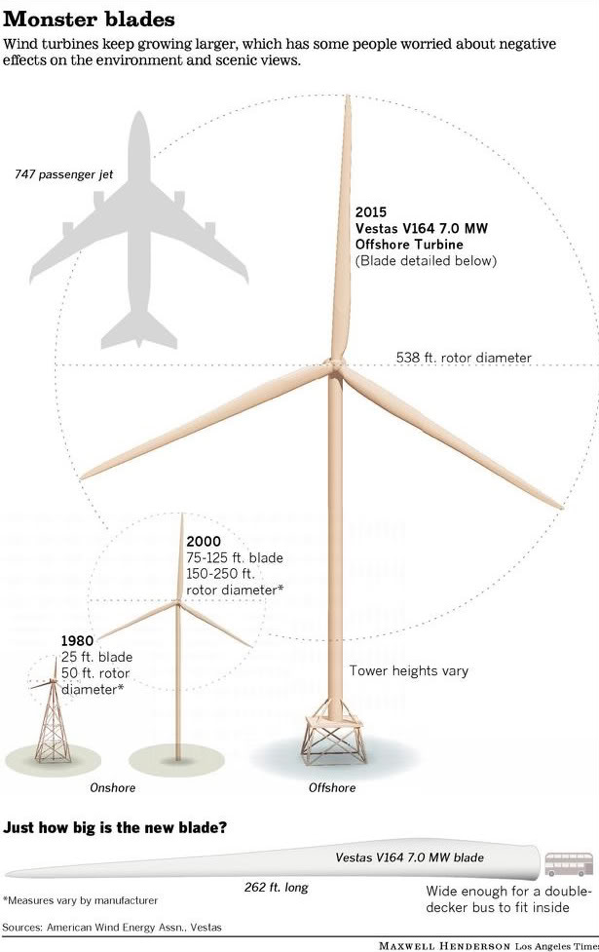 Monster blades
Wind turbines keep growing larger, which has some people worried about negative
effects on the environment and scenic views.
747 passenger jet
2015
Vestas V164 7.0 MW
Offshore Turbine
(Blade detailed below)
538 ft. rotor diameter
2000
75-125 ft. blade
150-250 ft.
rotor diameter*
1980
25 ft. blade
50 ft. rotor
diameter*
Tower heights vary
Onshore
Offshore
Just how big is the new blade?
Vestas V164 7.0 MW blade
262 ft. long
Wide enough for a double-
decker bus to fit inside
*Measures vary by manufacturer
Sources: American Wind Energy Assn., Vestas
MAXWELL HENDERSON Los Angeles Times